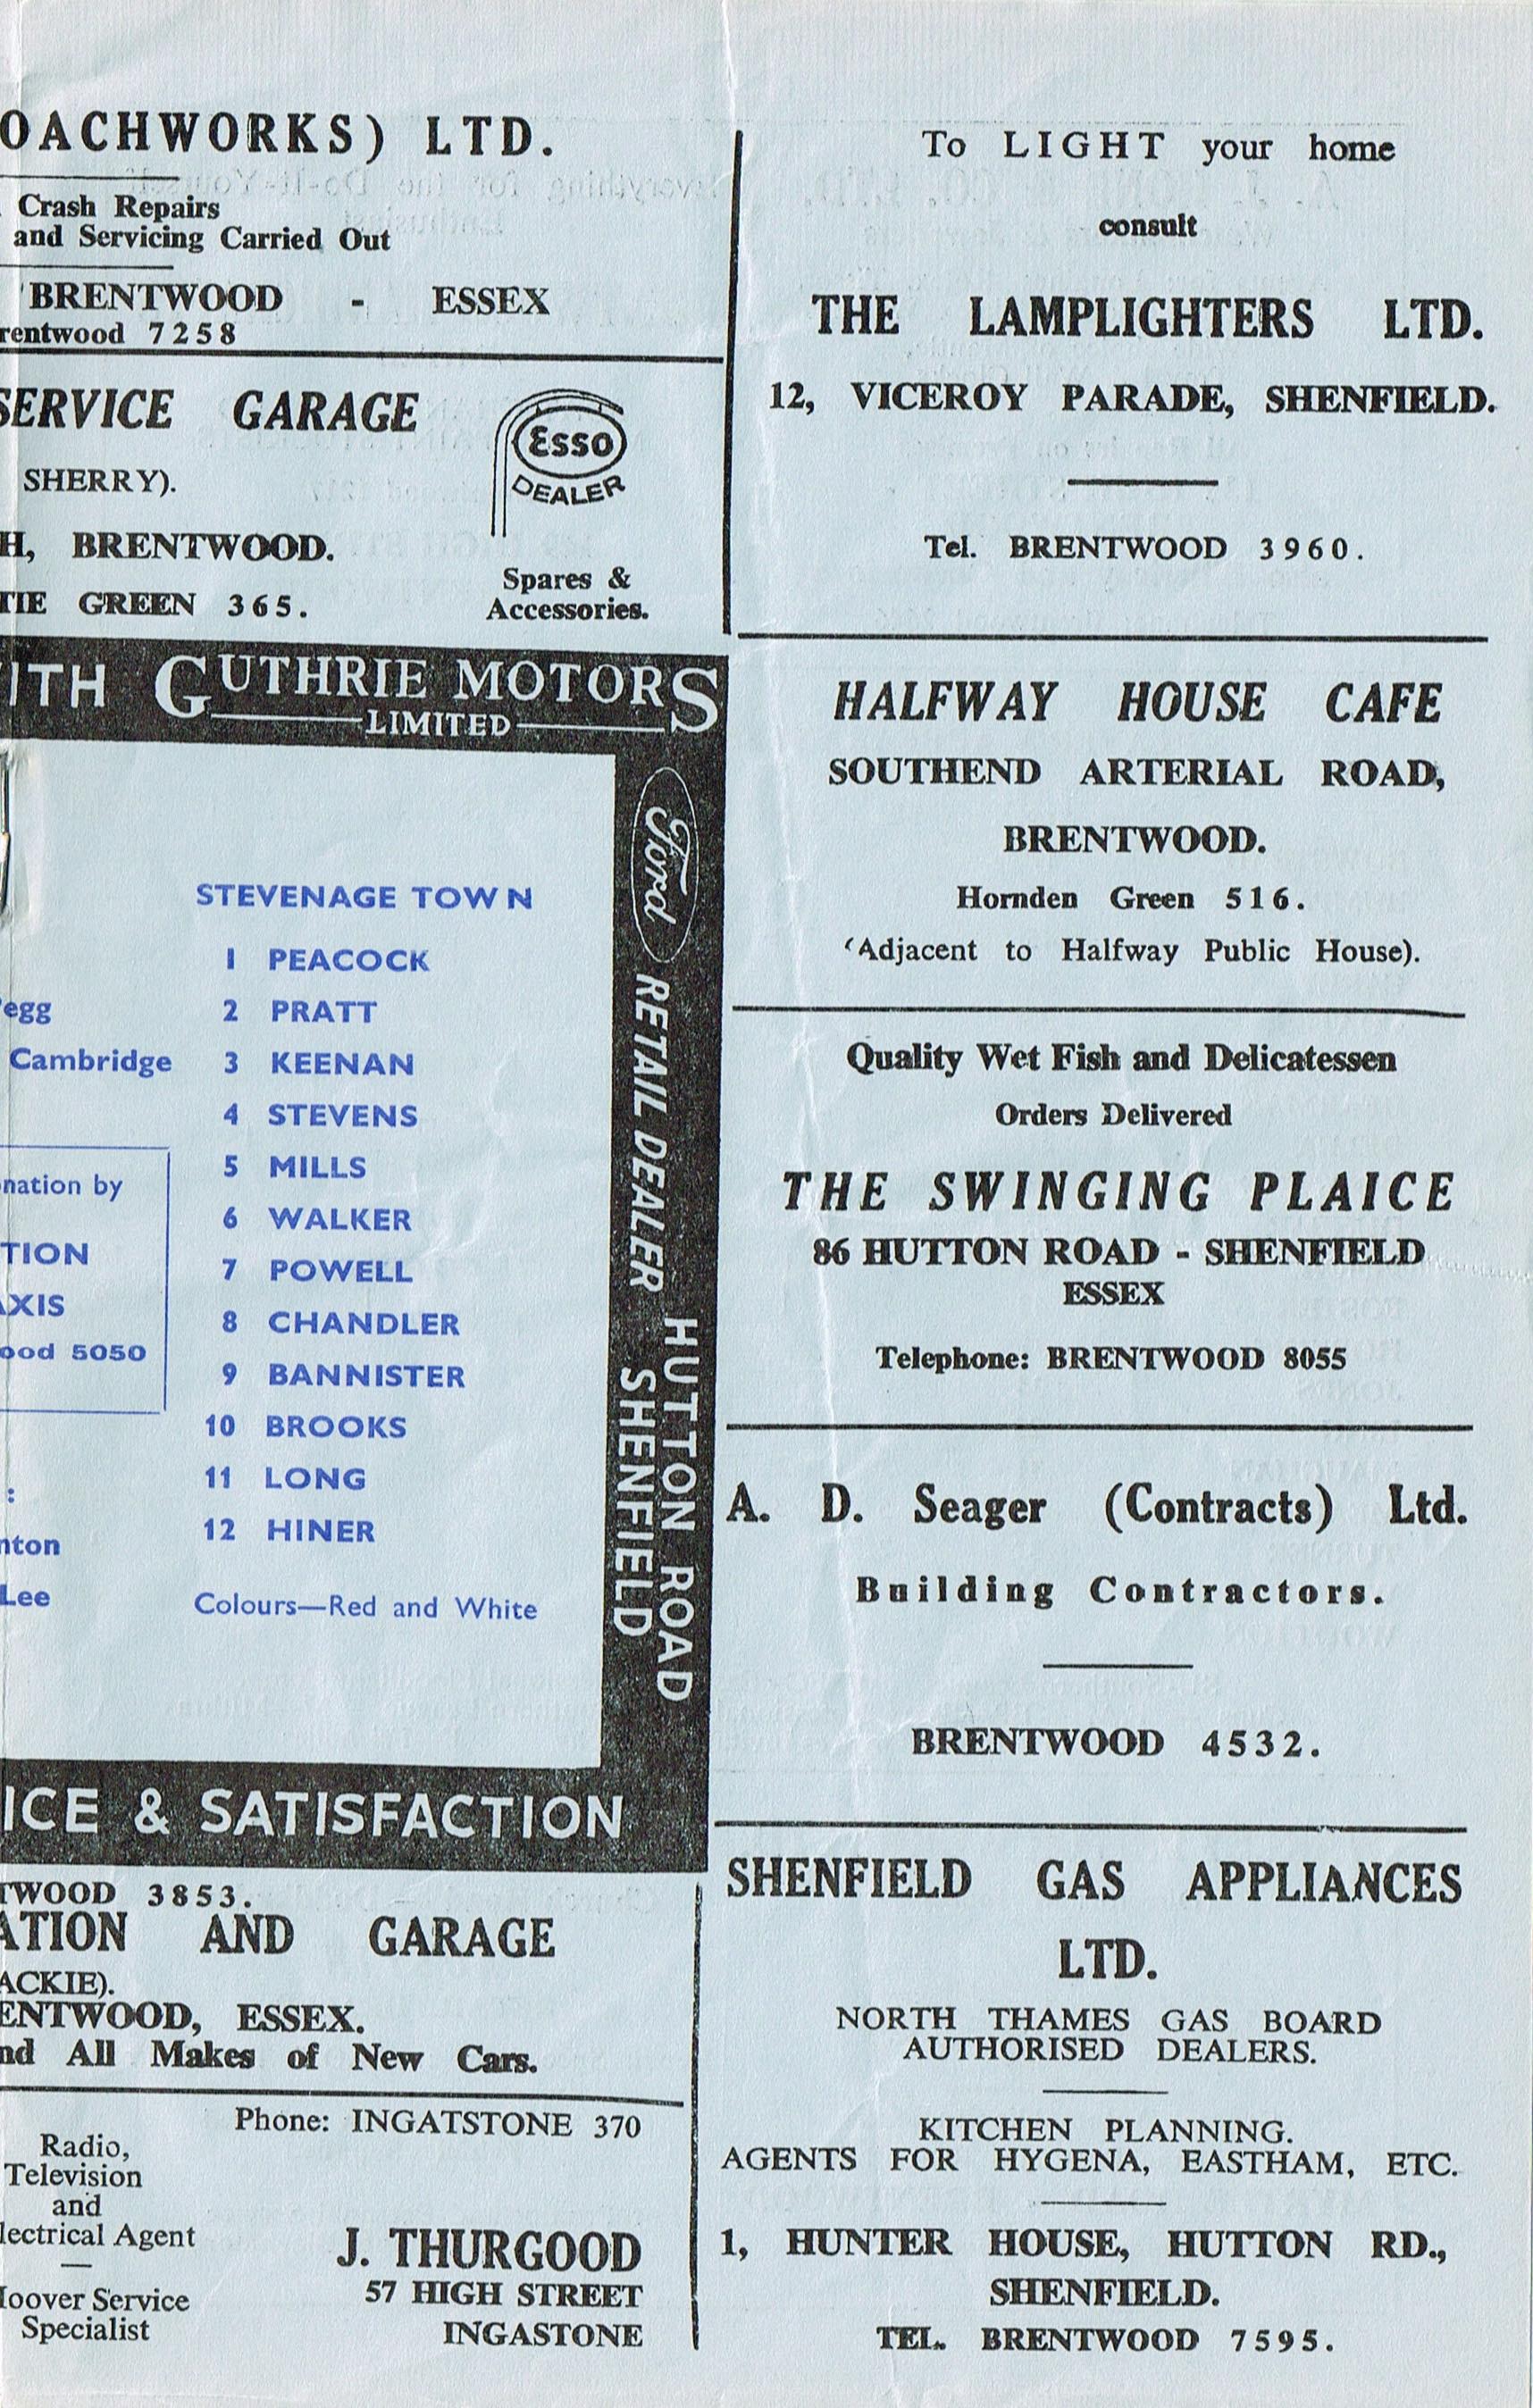 OACHWORKS) LTD.
Crash Repairs
and Servicing Carried Out
BRENTWOOD - ESSEX
rentwood 7258
SERVICE GARAGE
SHERRY).
H, BRENTWOOD.
TIE GREEN 365.
Esso
DEALER
Spares &
Accessories.
ITH GUTHRIE MOTORS
LIMITED
egg
Cambridge
nation by
TION
AXIS
ood 5050
:
nton
Lee
STEVENAGE TOWN
1 PEACOCK
2 PRATT
3 KEENAN
4 STEVENS
5 MILLS
6 WALKER
7 POWELL
8 CHANDLER
9 BANNISTER
10 BROOKS
11 LONG
12 HINER
Colours—Red and White
Ford RETAIL DEALER HUTTON ROAD
SHENFIELD
ICE & SATISFACTION
TWOOD 3853.
ATION AND GARAGE
ACKIE).
ENTWOOD, ESSEX.
nd All Makes of New Cars.
Phone: INGATSTONE 370
Radio,
Television
and
lectrical Agent
Hoover Service
Specialist
J. THURGOOD
57 HIGH STREET
INGASTONE
To LIGHT your home
consult
THE LAMPLIGHTERS LTD.
12, VICEROY PARADE, SHENFIELD.
Tel. BRENTWOOD 3960.
HALFWAY HOUSE CAFE
SOUTHEND ARTERIAL ROAD,
BRENTWOOD.
Hornden Green 516.
(Adjacent to Halfway Public House).
Quality Wet Fish and Delicatessen
Orders Delivered
THE SWINGING PLAICE
86 HUTTON ROAD - SHENFIELD
ESSEX
Telephone: BRENTWOOD 8055
A. D. Seager (Contracts) Ltd.
Building Contractors.
BRENTWOOD 4532.
SHENFIELD GAS APPLIANCES
LTD.
NORTH THAMES GAS BOARD
AUTHORISED DEALERS.
KITCHEN PLANNING.
AGENTS FOR HYGENA, EASTHAM, ETC.
1, HUNTER HOUSE, HUTTON RD.,
SHENFIELD.
TEL. BRENTWOOD 7595.